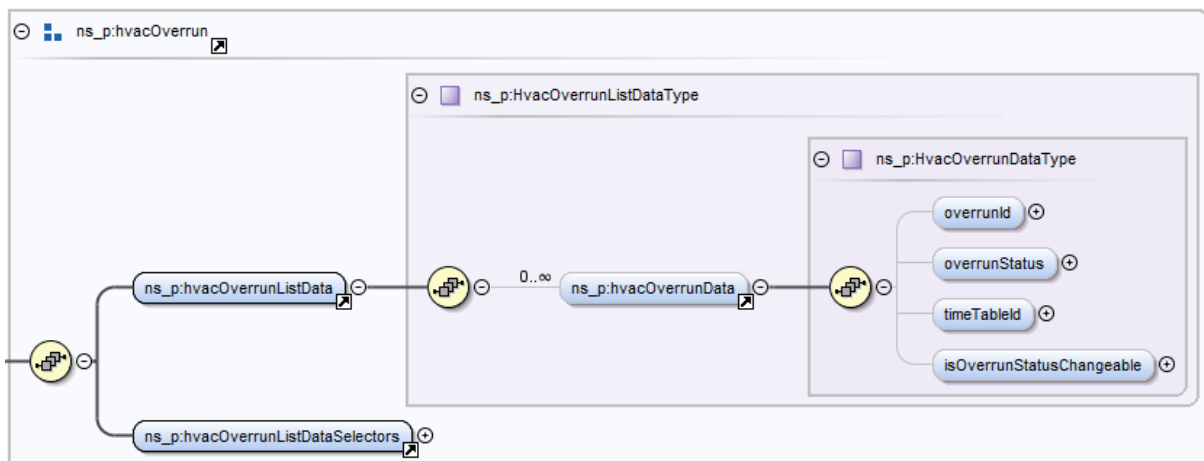 ns_p:hvacOverrun
ns_p:HvacOverrunListDataType
ns_p:HvacOverrunDataType
overrunId
overrunStatus
ns_p:hvacOverrunListData
0..∞
ns_p:hvacOverrunData
timeTableId
isOverrunStatusChangeable
ns_p:hvacOverrunListDataSelectors